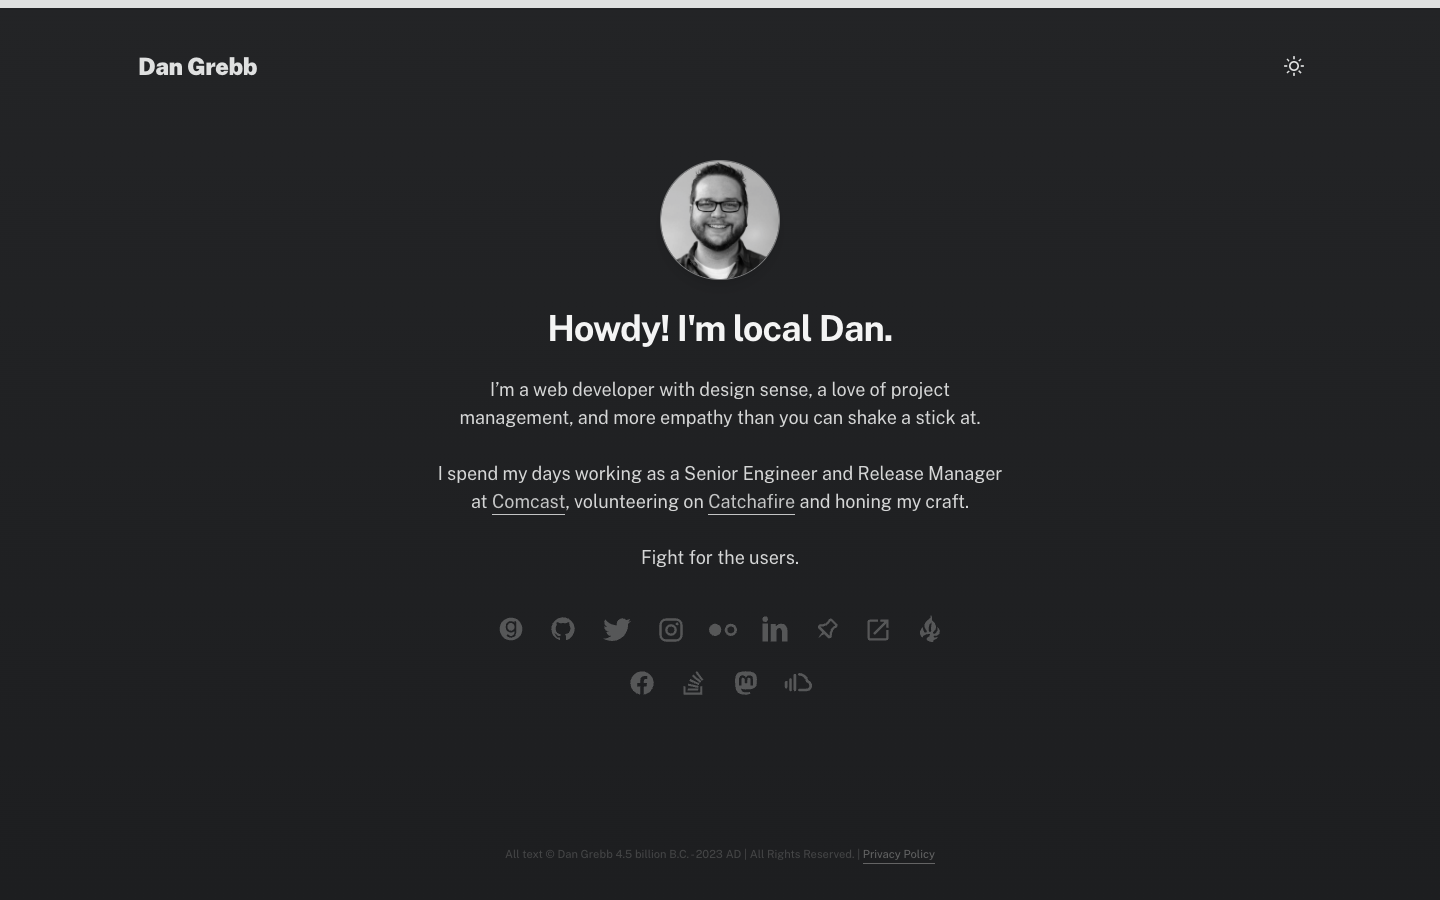 Dan Grebb
Howdy! I'm local Dan.
I’m a web developer with design sense, a love of project
management, and more empathy than you can shake a stick at.
I spend my days working as a Senior Engineer and Release Manager
at Comcast, volunteering on Catchafire and honing my craft.
Fight for the users.
All text © Dan Grebb 4.5 billion B.C. - 2023 AD | All Rights Reserved. | Privacy Policy